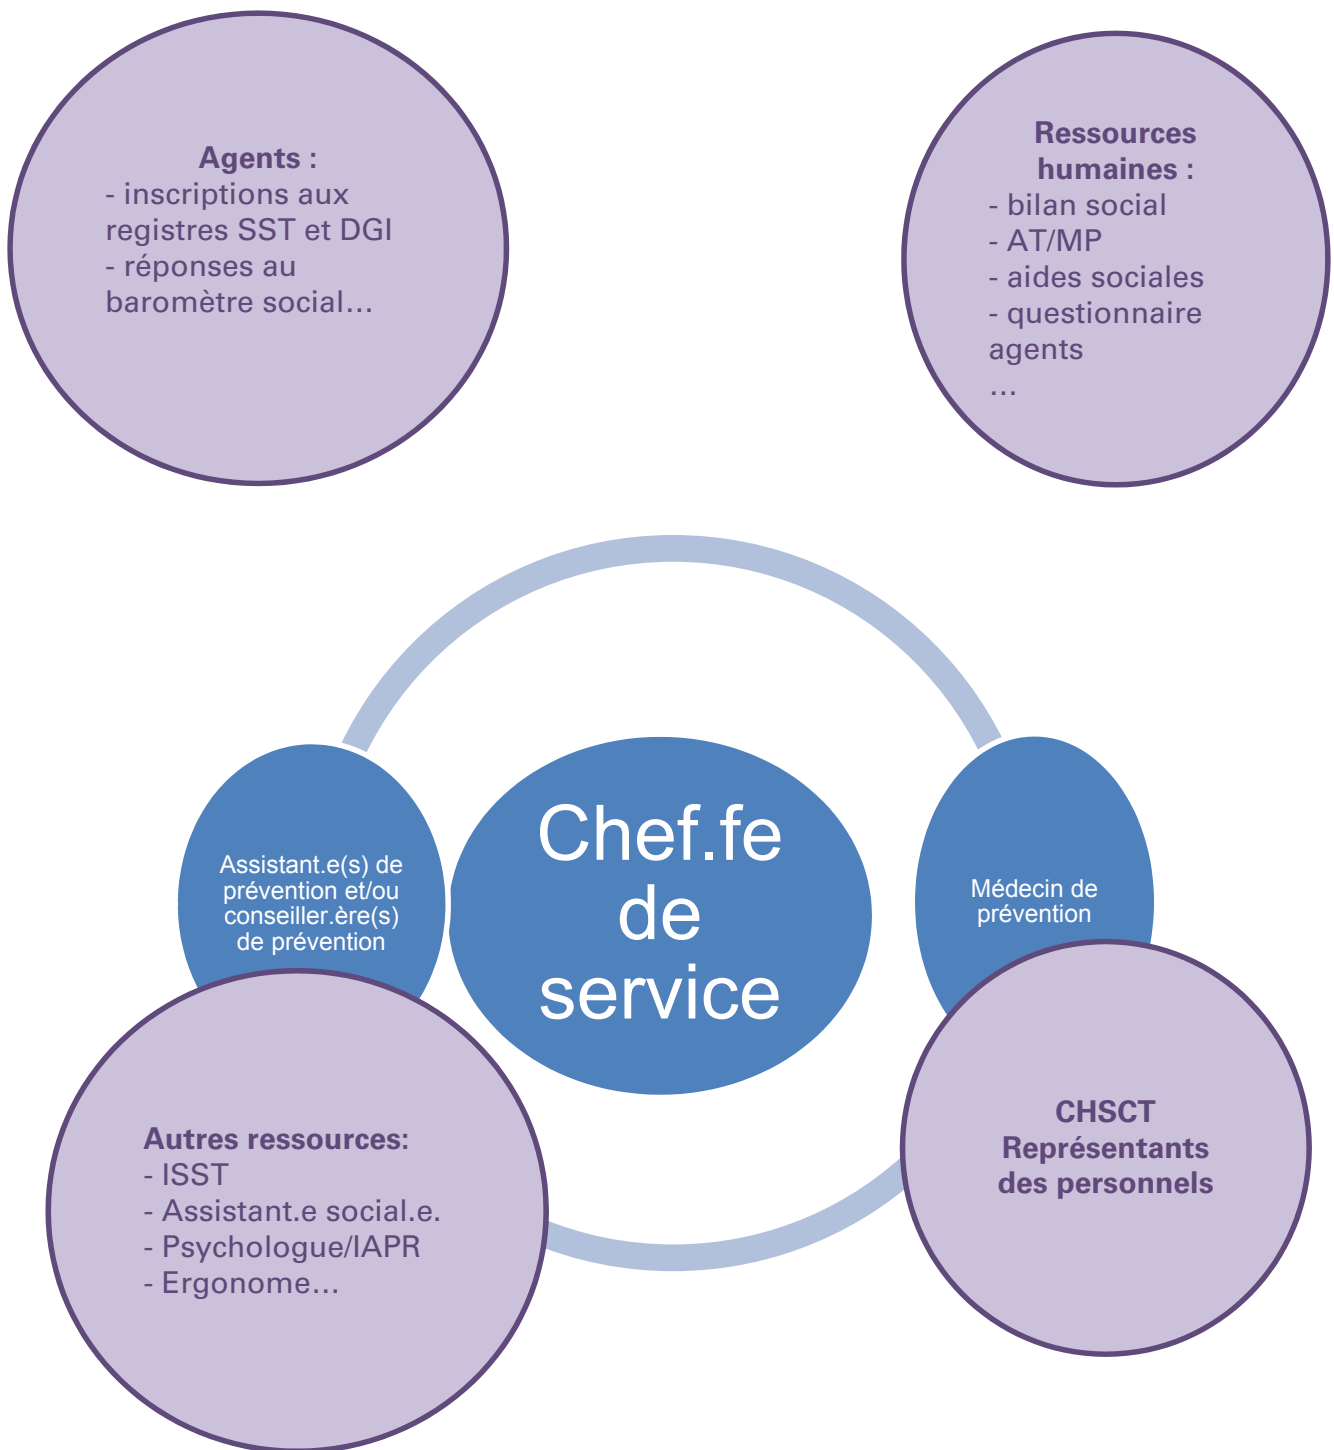 Agents :
- inscriptions aux
registres SST et DGI
- réponses au
baromètre social…
Ressources
humaines :
- bilan social
- AT/MP
- aides sociales
- questionnaire
agents
…
Assistant.e(s) de
prévention et/ou
conseiller.ère(s)
de prévention
Chef.fe
de
service
Médecin de
prévention
Autres ressources:
- ISST
- Assistant.e social.e.
- Psychologue/IAPR
- Ergonome…
CHSCT
Représentants
des personnels